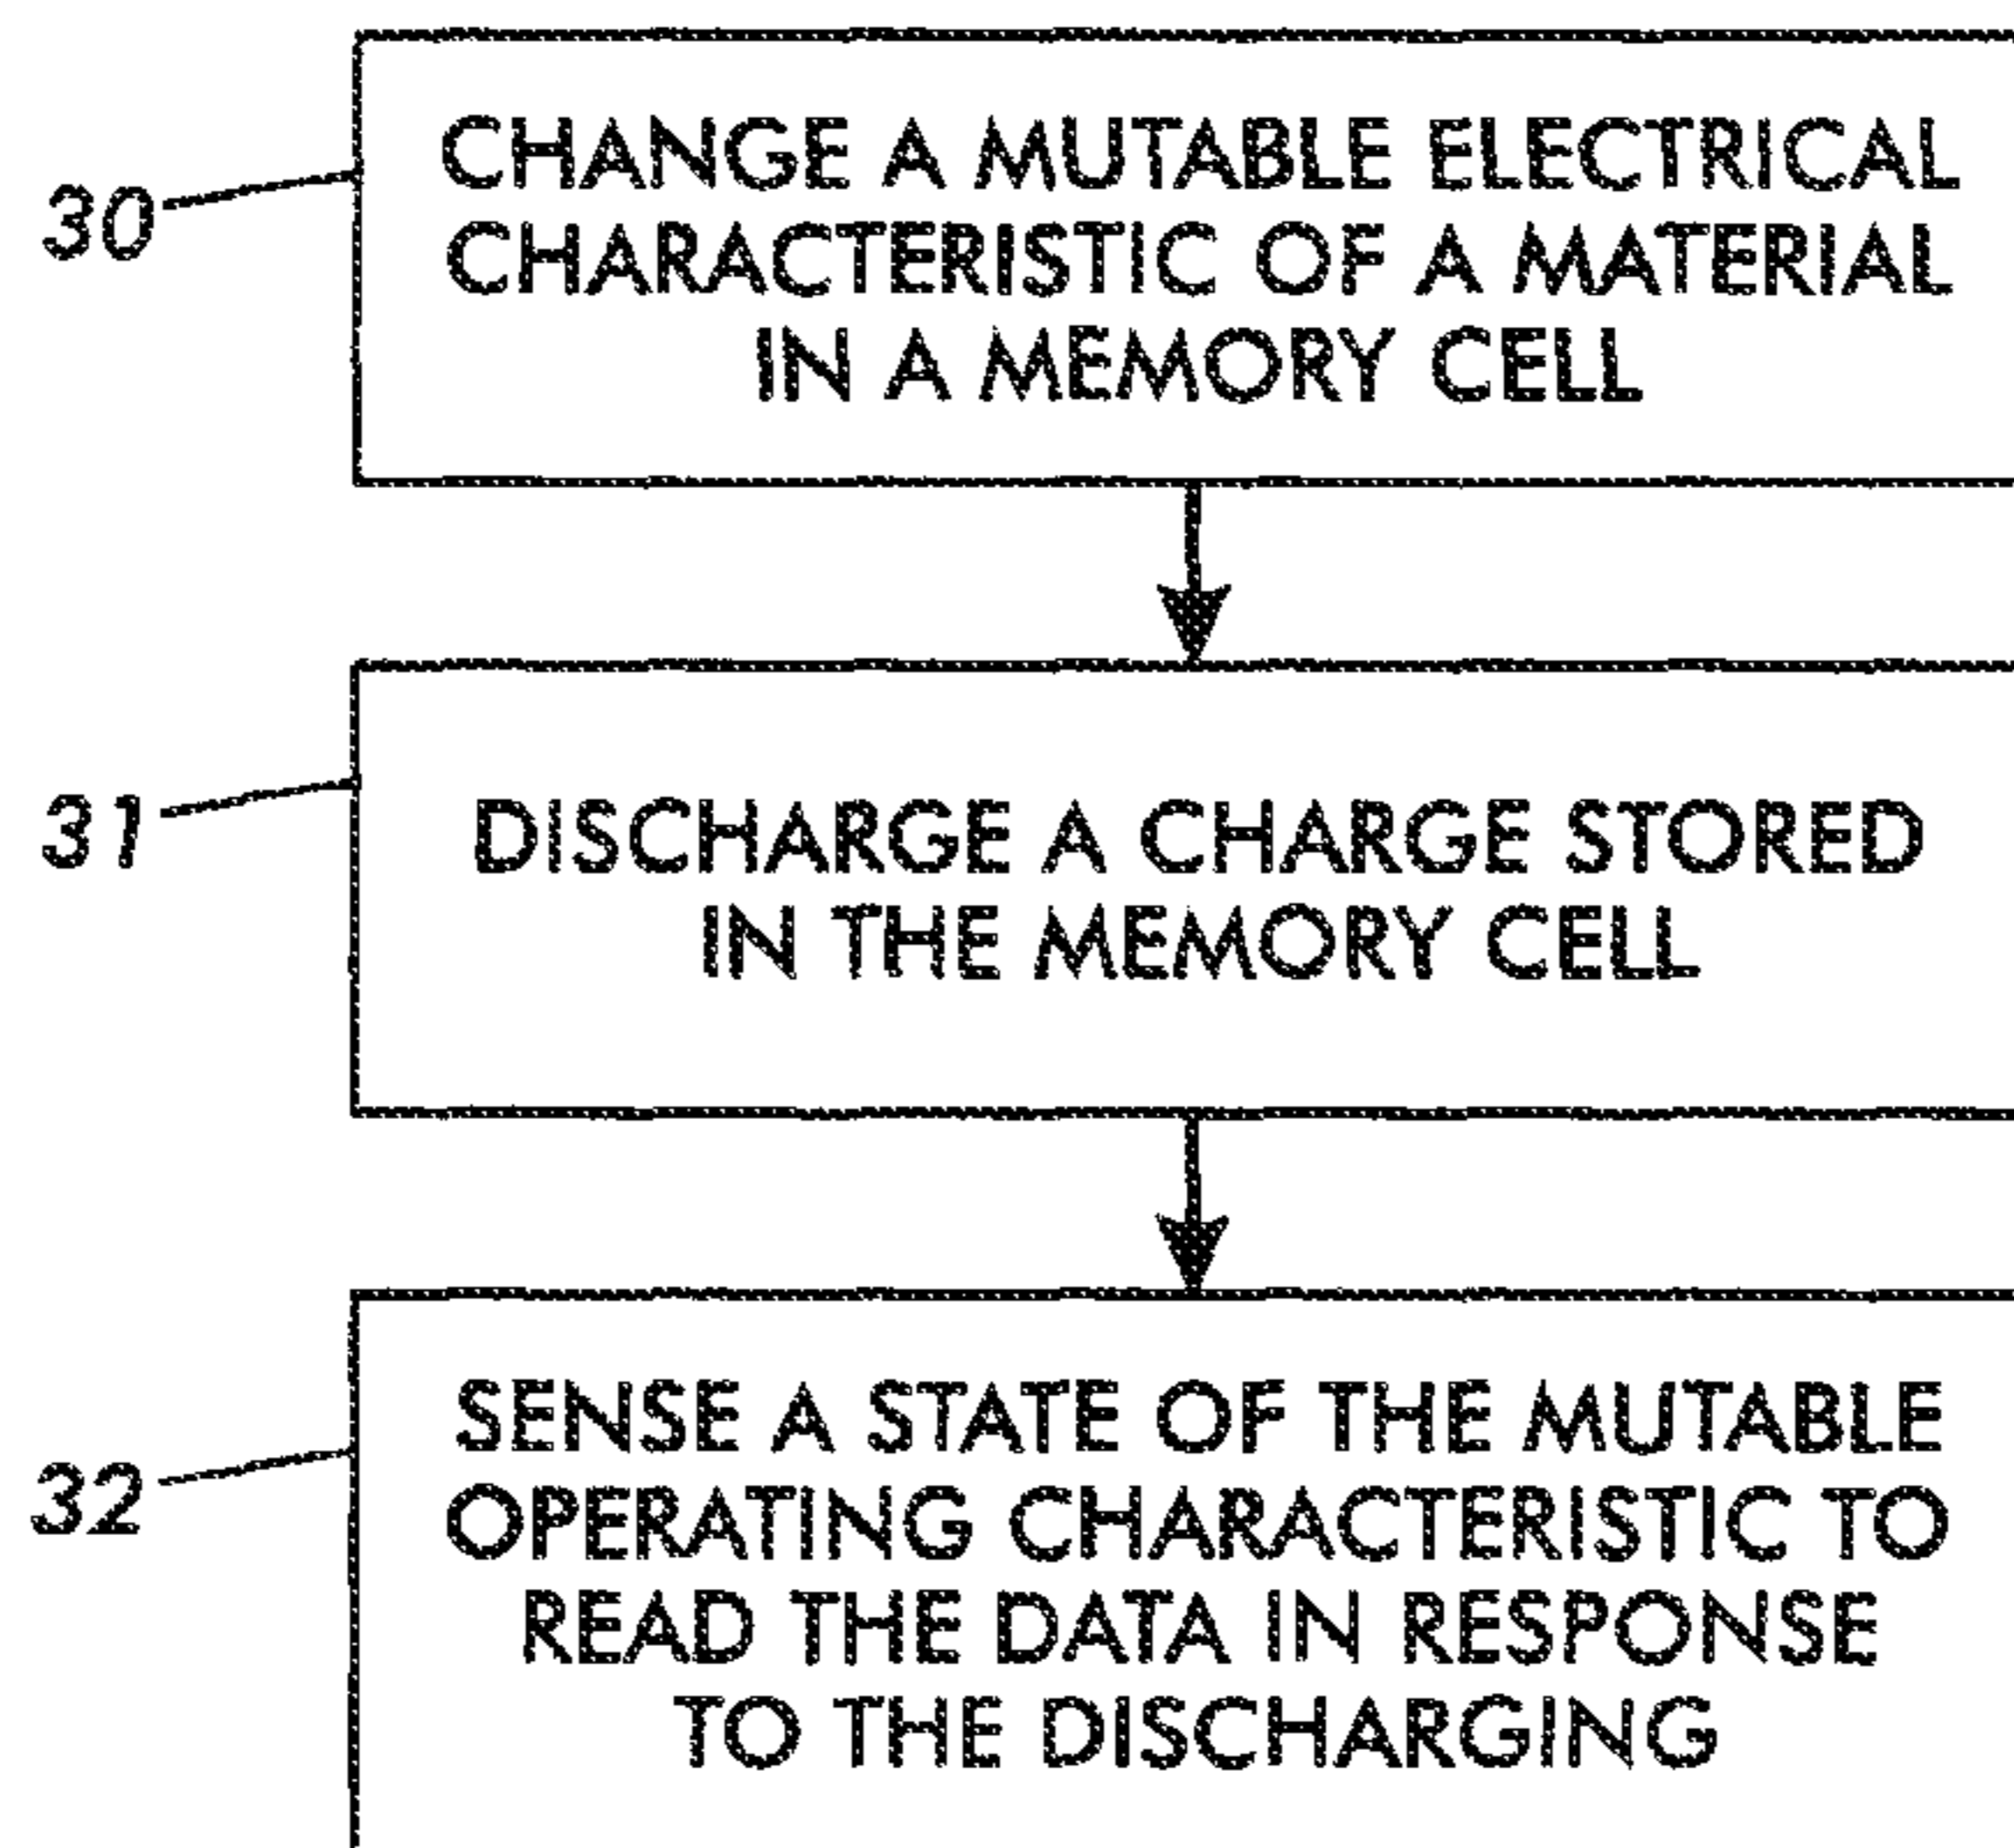 30
CHANGE A MUTABLE ELECTRICAL
CHARACTERISTIC OF A MATERIAL
IN A MEMORY CELL
31
DISCHARGE A CHARGE STORED
IN THE MEMORY CELL
32
SENSE A STATE OF THE MUTABLE
OPERATING CHARACTERISTIC TO
READ THE DATA IN RESPONSE
TO THE DISCHARGING